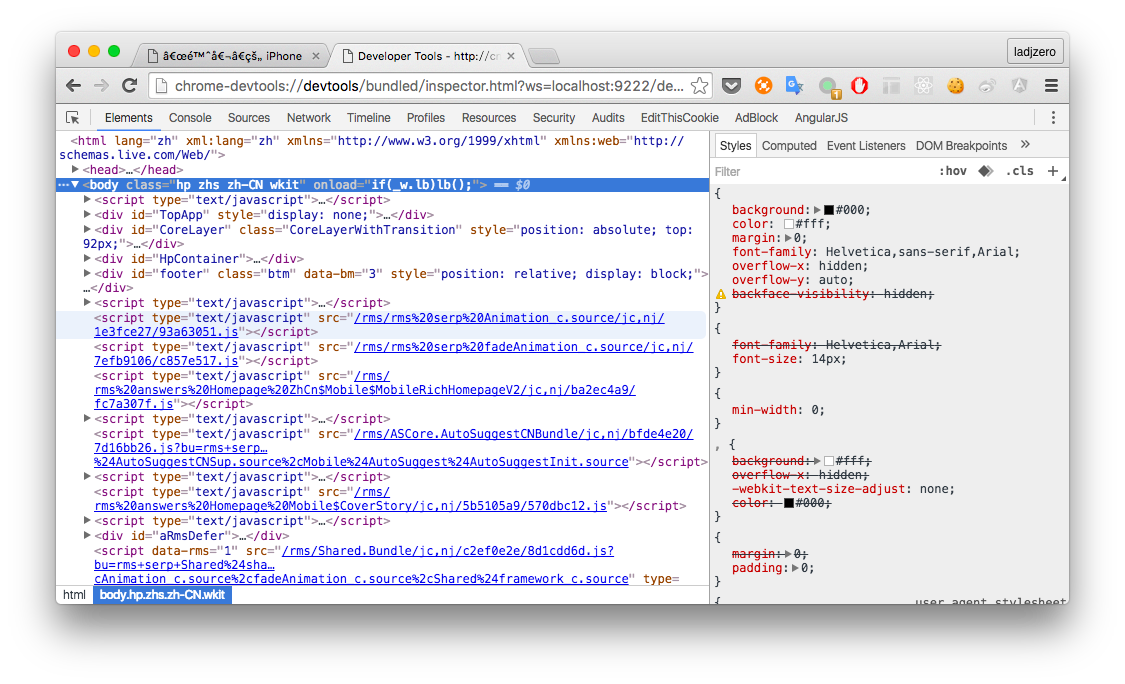 “é™ˆâ€¬â€çš„ iPhone ×
Developer Tools - http://cn ×
ladjzero
chrome-devtools://devtools/bundled/inspector.html?ws=localhost:9222/de...
1
Elements Console Sources Network Timeline Profiles Resources Security Audits EditThisCookie AdBlock AngularJS
<html lang="zh" xml:lang="zh" xmlns="http://www.w3.org/1999/xhtml" xmlns:web="http://
schemas.live.com/Web/">
▶<head>…</head>
…▼<body class="hp zhs zh-CN wkit" onload="if(_w.lb)lb();"> == $0
▶<script type="text/javascript">…</script>
▶<div id="TopApp" style="display: none;">…</div>
▶<div id="CoreLayer" class="CoreLayerWithTransition" style="position: absolute; top:
92px;">…</div>
▶<div id="HpContainer">…</div>
▶<div id="footer" class="btm" data-bm="3" style="position: relative; display: block;">
…</div>
▶<script type="text/javascript">…</script>
<script type="text/javascript" src="/rms/rms%20serp%20Animation_c.source/jc,nj/
1e3fce27/93a63051.js"></script>
<script type="text/javascript" src="/rms/rms%20serp%20fadeAnimation_c.source/jc,nj/
7efb9106/c857e517.js"></script>
<script type="text/javascript" src="/rms/
rms%20answers%20Homepage%20ZhCn$Mobile$MobileRichHomepageV2/jc,nj/ba2ec4a9/
fc7a307f.js"></script>
▶<script type="text/javascript">…</script>
<script type="text/javascript" src="/rms/ASCore.AutoSuggestCNBundle/jc,nj/bfde4e20/
7d16bb26.js?bu=rms+serp…
%24AutoSuggestCNSup.source%2cMobile%24AutoSuggest%24AutoSuggestInit.source"></script>
▶<script type="text/javascript">…</script>
<script type="text/javascript" src="/rms/
rms%20answers%20Homepage%20Mobile$CoverStory/jc,nj/5b5105a9/570dbc12.js"></script>
▶<script type="text/javascript">…</script>
▶<div id="aRmsDefer">…</div>
<script data-rms="1" src="/rms/Shared.Bundle/jc,nj/c2ef0e2e/8d1cdd6d.js?
bu=rms+serp+Shared%24sha…
cAnimation_c.source%2cfadeAnimation_c.source%2cShared%24framework_c.source" type=
html body.hp.zhs.zh-CN.wkit
Styles Computed Event Listeners DOM Breakpoints »
Filter :hov .cls +
{
background:▶#000;
color: #fff;
margin:▶0;
font-family: Helvetica,sans-serif,Arial;
overflow-x: hidden;
overflow-y: auto;
backface-visibility: hidden;
}
{
font-family: Helvetica,Arial;
font-size: 14px;
}
{
min-width: 0;
}
, {
background:▶#fff;
overflow-x: hidden;
-webkit-text-size-adjust: none;
color: #000;
}
{
margin:▶0;
padding:▶0;
}
{ user agent stylesheet